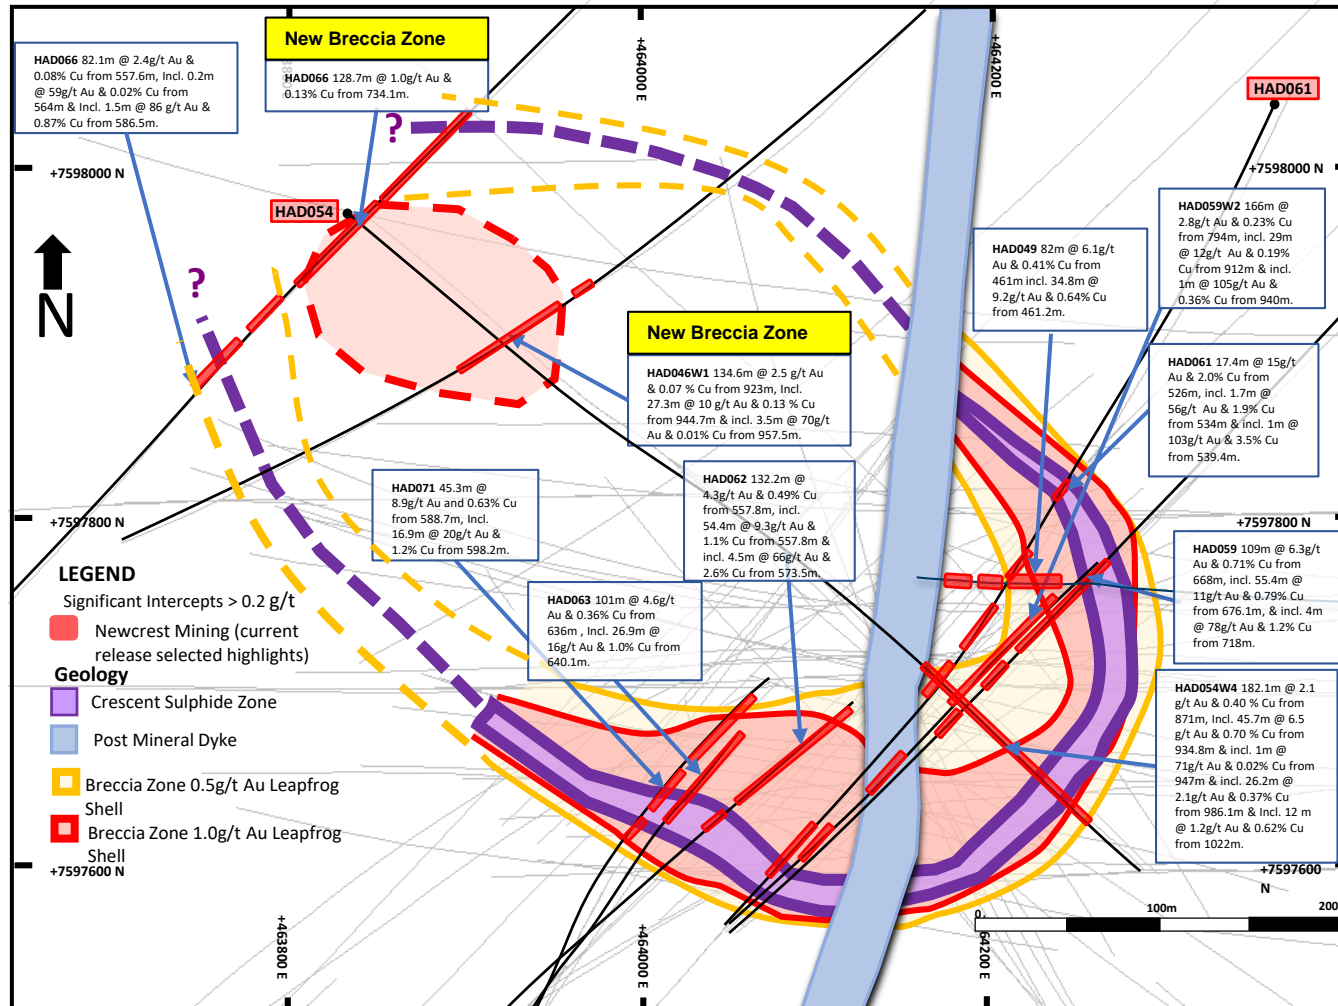 New Breccia Zone
HAD066 82.1m @ 2.4g/t Au &
0.08% Cu from 557.6m, Incl. 0.2m
@ 59g/t Au & 0.02% Cu from
564m & Incl. 1.5m @ 86 g/t Au &
0.87% Cu from 586.5m.
HAD066 128.7m @ 1.0g/t Au &
0.13% Cu from 734.1m.
+464000 E
+464200 E
HAD061
?
+7598000 N
+7598000 N
HAD054
N
?
HAD049 82m @ 6.1g/t
Au & 0.41% Cu from
461m incl. 34.8m @
9.2g/t Au & 0.64% Cu
from 461.2m.
HAD059W2 166m @
2.8g/t Au & 0.23% Cu
from 794m, incl. 29m
@ 12g/t Au & 0.19%
Cu from 912m & incl.
1m @ 105g/t Au &
0.36% Cu from 940m.
New Breccia Zone
HAD046W1 134.6m @ 2.5 g/t Au
& 0.07 % Cu from 923m, Incl.
27.3m @ 10 g/t Au & 0.13 % Cu
from 944.7m & incl. 3.5m @ 70g/t
Au & 0.01% Cu from 957.5m.
HAD061 17.4m @ 15g/t
Au & 2.0% Cu from
526m, incl. 1.7m @
56g/t Au & 1.9% Cu
from 534m & incl. 1m @
103g/t Au & 3.5% Cu
from 539.4m.
HAD071 45.3m @
8.9g/t Au and 0.63% Cu
from 588.7m, Incl.
16.9m @ 20g/t Au &
1.2% Cu from 598.2m.
HAD062 132.2m @
4.3g/t Au & 0.49% Cu
from 557.8m, incl.
54.4m @ 9.3g/t Au &
1.1% Cu from 557.8m &
incl. 4.5m @ 66g/t Au &
2.6% Cu from 573.5m.
+7597800 N
+7597800 N
HAD059 109m @ 6.3g/t
Au & 0.71% Cu from
668m, incl. 55.4m @
11g/t Au & 0.79% Cu
from 676.1m, & incl. 4m
@ 78g/t Au & 1.2% Cu
from 718m.
HAD063 101m @ 4.6g/t
Au & 0.36% Cu from
636m , Incl. 26.9m @
16g/t Au & 1.0% Cu from
640.1m.
HAD054W4 182.1m @ 2.1
g/t Au & 0.40 % Cu from
871m, Incl. 45.7m @ 6.5
g/t Au & 0.70 % Cu from
934.8m & incl. 1m @
71g/t Au & 0.02% Cu from
947m & incl. 26.2m @
2.1g/t Au & 0.37% Cu
from 986.1m & Incl. 12 m
@ 1.2g/t Au & 0.62% Cu
from 1022m.
LEGEND
Significant Intercepts > 0.2 g/t
Newcrest Mining (current
release selected highlights)
Geology
Crescent Sulphide Zone
Post Mineral Dyke
Breccia Zone 0.5g/t Au Leapfrog
Shell
Breccia Zone 1.0g/t Au Leapfrog
Shell
+7597600 N
+7597600
N
0
100m
200
+463800 E
+464000 E
+464200 E